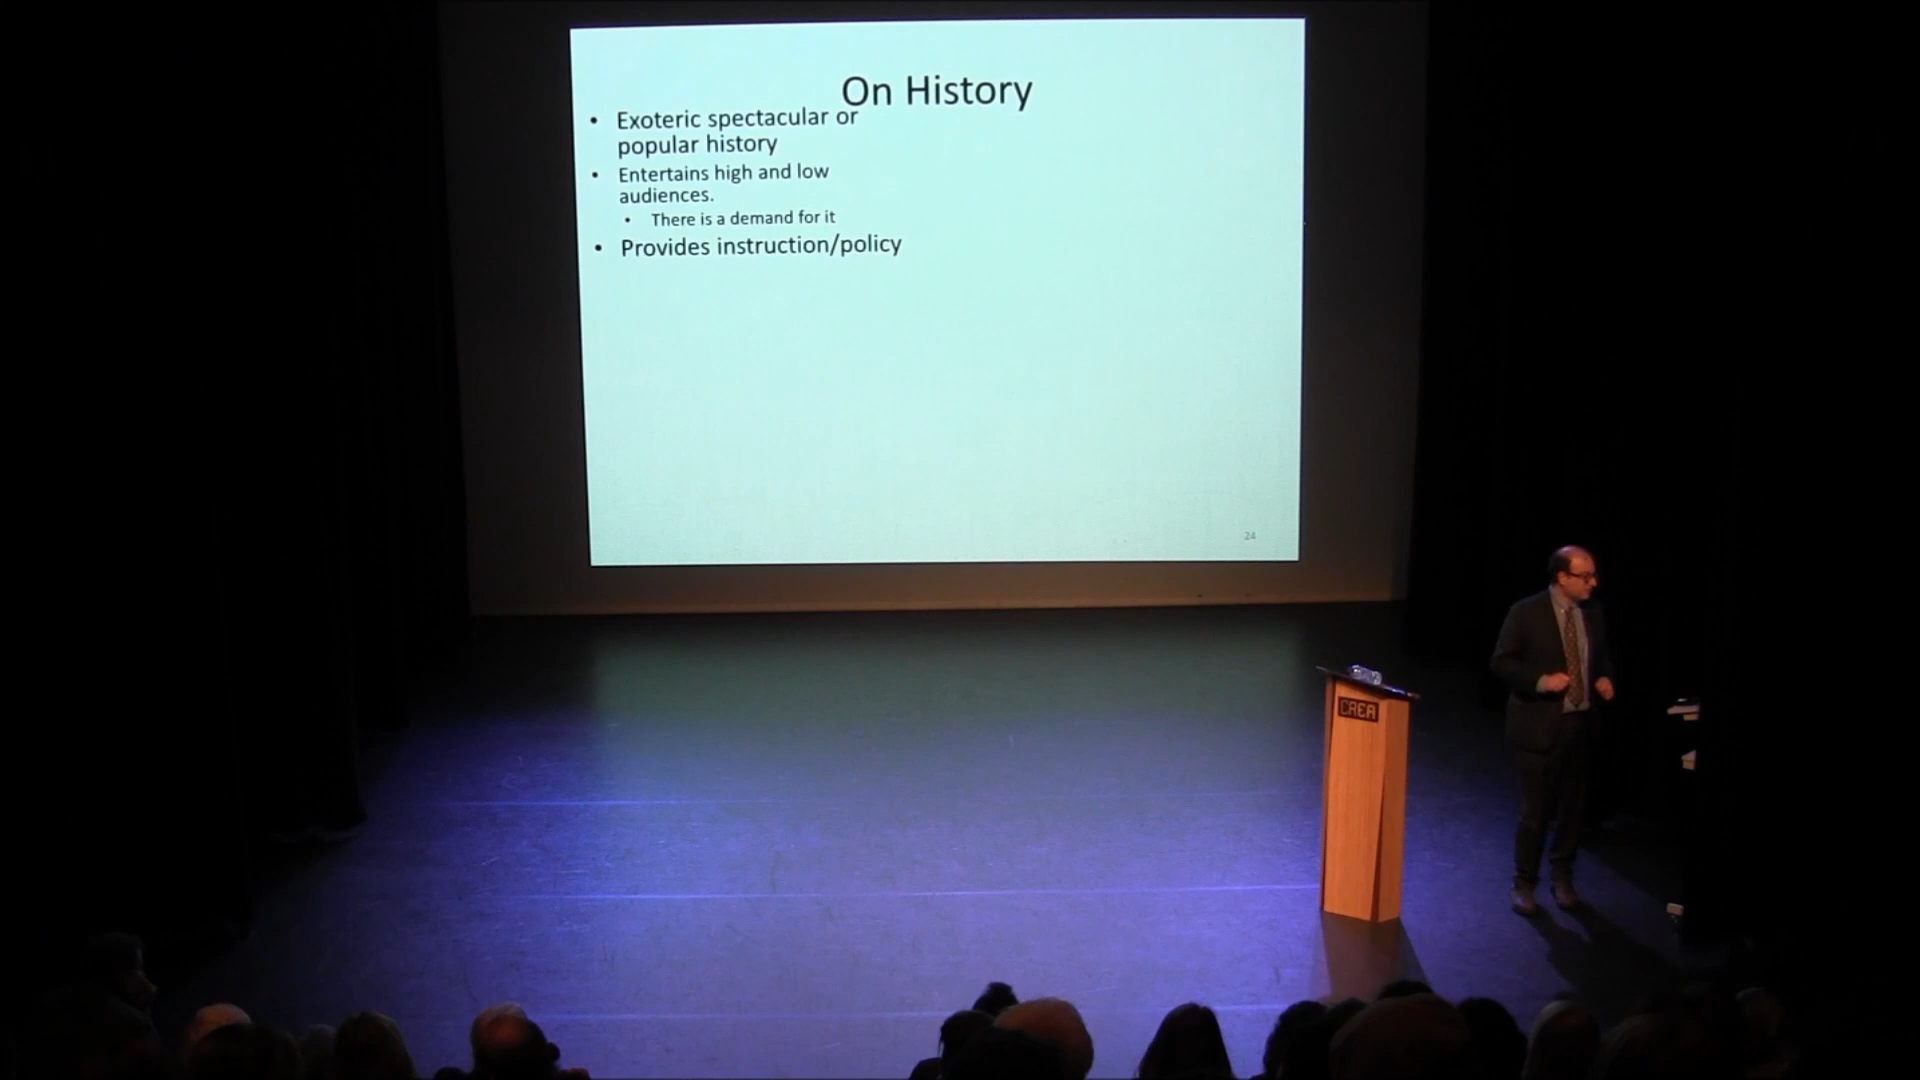 On History
• Exoteric spectacular or
popular history
• Entertains high and low
audiences.
• There is a demand for it
• Provides instruction/policy
24
CREA